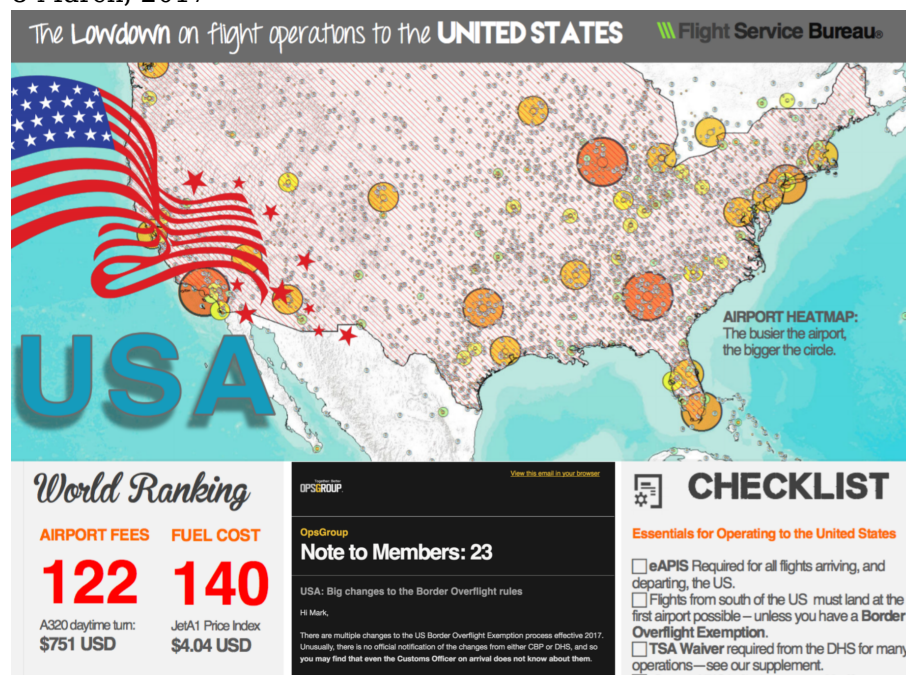 The Lowdown on flight operations to the UNITED STATES
Flight Service Bureau®
AIRPORT HEATMAP:
The busier the airport,
the bigger the circle.
USA
World Ranking
AIRPORT FEES
122
A320 daytime turn:
$751 USD
FUEL COST
140
JetA1 Price Index
$4.04 USD
View this email in your browser
Together Better
OPSGROUP
OpsGroup
Note to Members: 23
USA: Big changes to the Border Overflight rules
Hi Mark,
There are multiple changes to the US Border Overflight Exemption process effective 2017.
Unusually, there is no official notification of the changes from either CBP or DHS, and so
you may find that even the Customs Officer on arrival does not know about them.
CHECKLIST
Essentials for Operating to the United States
eAPIS Required for all flights arriving, and
departing, the US.
Flights from south of the US must land at the
first airport possible – unless you have a Border
Overflight Exemption.
TSA Waiver required from the DHS for many
operations—see our supplement.